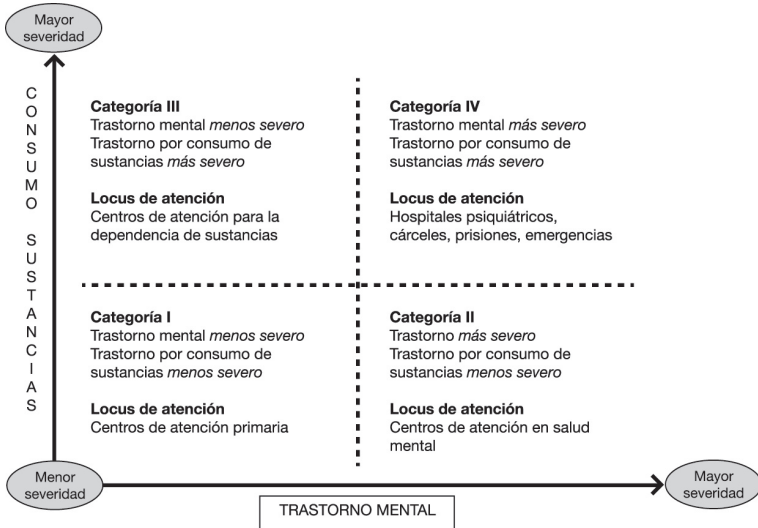 Mayor
severidad
CONSUMO SUSTANCIAS
Categoría III
Trastorno mental menos severo
Trastorno por consumo de
sustancias más severo
Locus de atención
Centros de atención para la
dependencia de sustancias
Categoría IV
Trastorno mental más severo
Trastorno por consumo de
sustancias más severo
Locus de atención
Hospitales psiquiátricos,
cárceles, prisiones, emergencias
Categoría I
Trastorno mental menos severo
Trastorno por consumo de
sustancias menos severo
Locus de atención
Centros de atención primaria
Categoría II
Trastorno más severo
Trastorno por consumo de
sustancias menos severo
Locus de atención
Centros de atención en salud
mental
Menor
severidad
TRASTORNO MENTAL
Mayor
severidad